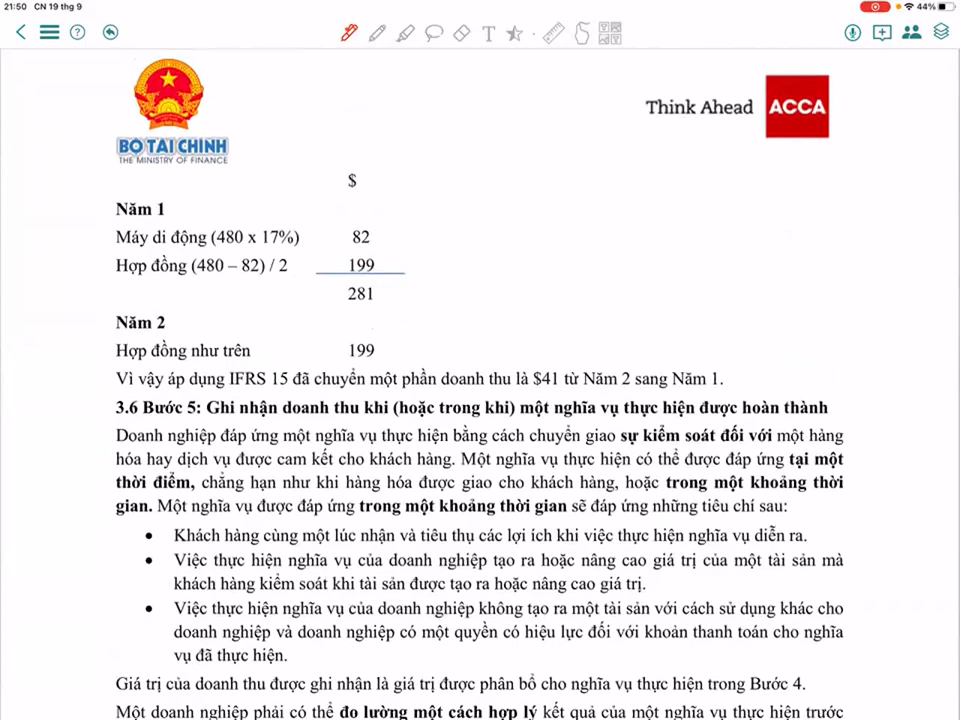 21:50 CN 19 thg 9
44%
T
BỘ TÀI CHÍNH
THE MINISTRY OF FINANCE
Think Ahead ACCA
$
Năm 1
Máy di động (480 x 17%) 82
Hợp đồng (480 – 82) / 2 199
281
Năm 2
Hợp đồng như trên 199
Vì vậy áp dụng IFRS 15 đã chuyển một phần doanh thu là $41 từ Năm 2 sang Năm 1.
3.6 Bước 5: Ghi nhận doanh thu khi (hoặc trong khi) một nghĩa vụ thực hiện được hoàn thành
Doanh nghiệp đáp ứng một nghĩa vụ thực hiện bằng cách chuyển giao sự kiểm soát đối với một hàng
hóa hay dịch vụ được cam kết cho khách hàng. Một nghĩa vụ thực hiện có thể được đáp ứng tại một
thời điểm, chẳng hạn như khi hàng hóa được giao cho khách hàng, hoặc trong một khoảng thời
gian. Một nghĩa vụ được đáp ứng trong một khoảng thời gian sẽ đáp ứng những tiêu chí sau:
• Khách hàng cùng một lúc nhận và tiêu thụ các lợi ích khi việc thực hiện nghĩa vụ diễn ra.
• Việc thực hiện nghĩa vụ của doanh nghiệp tạo ra hoặc nâng cao giá trị của một tài sản mà
khách hàng kiểm soát khi tài sản được tạo ra hoặc nâng cao giá trị.
• Việc thực hiện nghĩa vụ của doanh nghiệp không tạo ra một tài sản với cách sử dụng khác cho
doanh nghiệp và doanh nghiệp có một quyền có hiệu lực đối với khoản thanh toán cho nghĩa
vụ đã thực hiện.
Giá trị của doanh thu được ghi nhận là giá trị được phân bổ cho nghĩa vụ thực hiện trong Bước 4.
Một doanh nghiệp phải có thể đo lường một cách hợp lý kết quả của một nghĩa vụ thực hiện trước